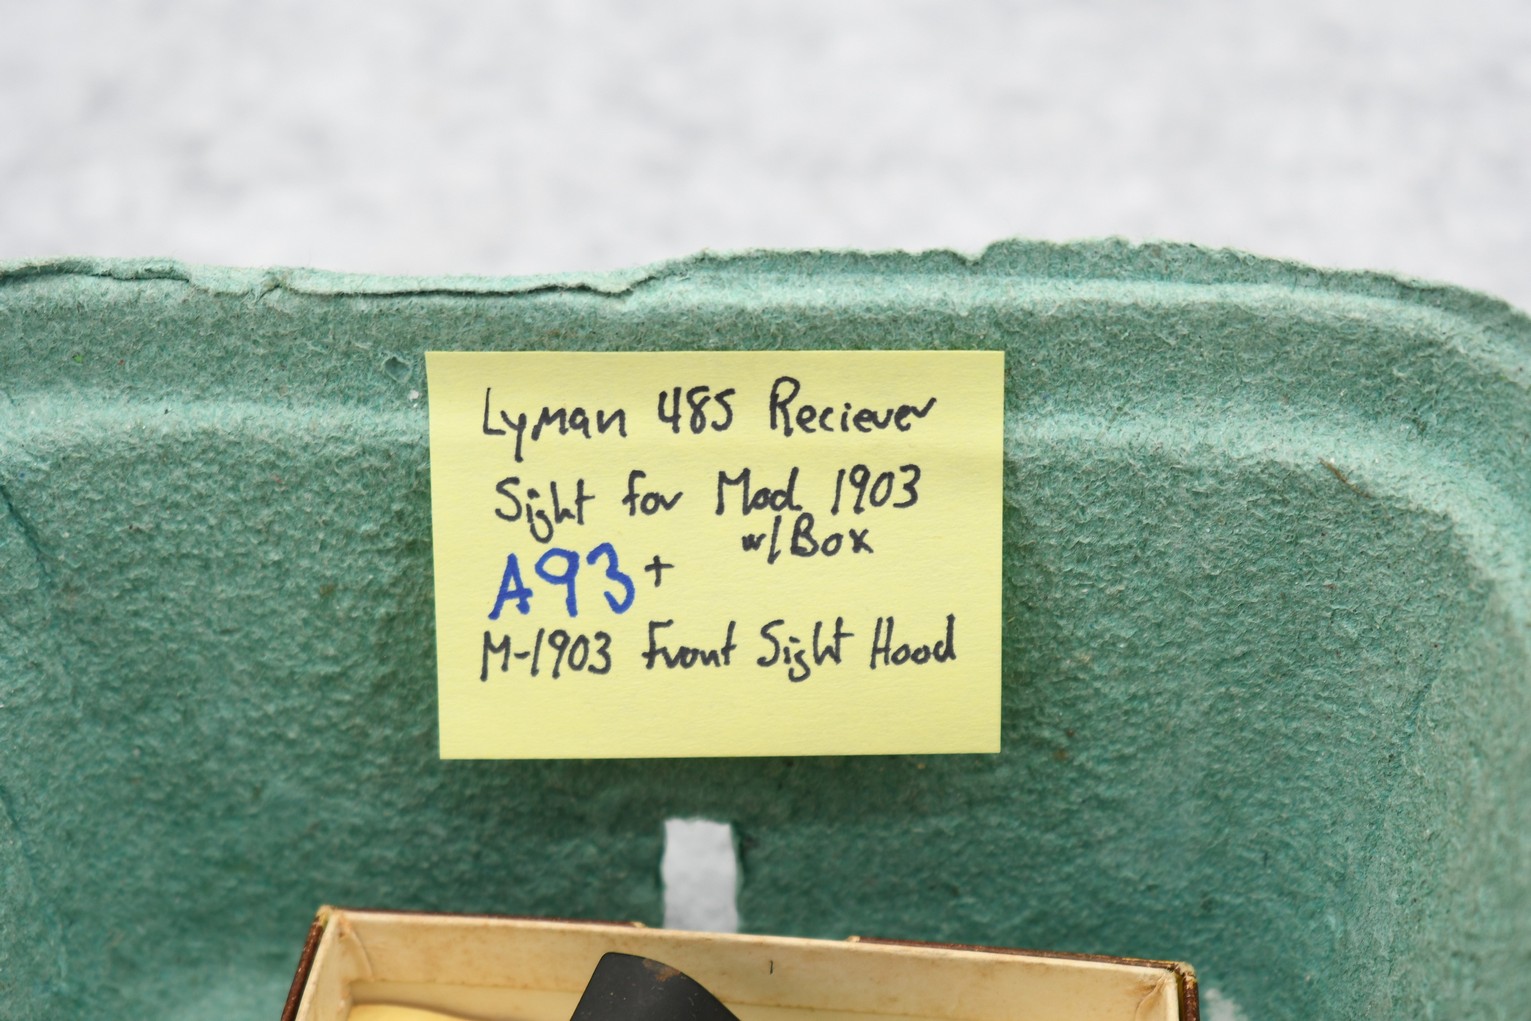 Lyman 48S Reciever
Sight for Mod. 1903
w/Box
A93 +
M-1903 Front Sight Hood